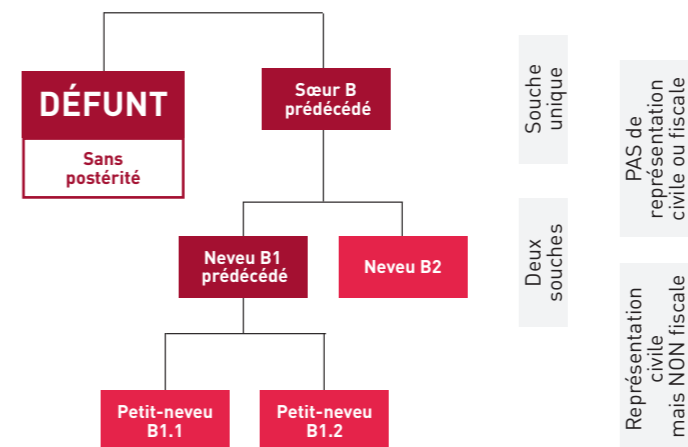 DÉFUNT
Sans
postérité
Sœur B
prédécédé
Souche
unique
PAS de
représentation
civile ou fiscale
Neveu B1
prédécédé
Neveu B2
Deux
souches
Représentation
civile
mais NON fiscale
Petit-neveu
B1.1
Petit-neveu
B1.2